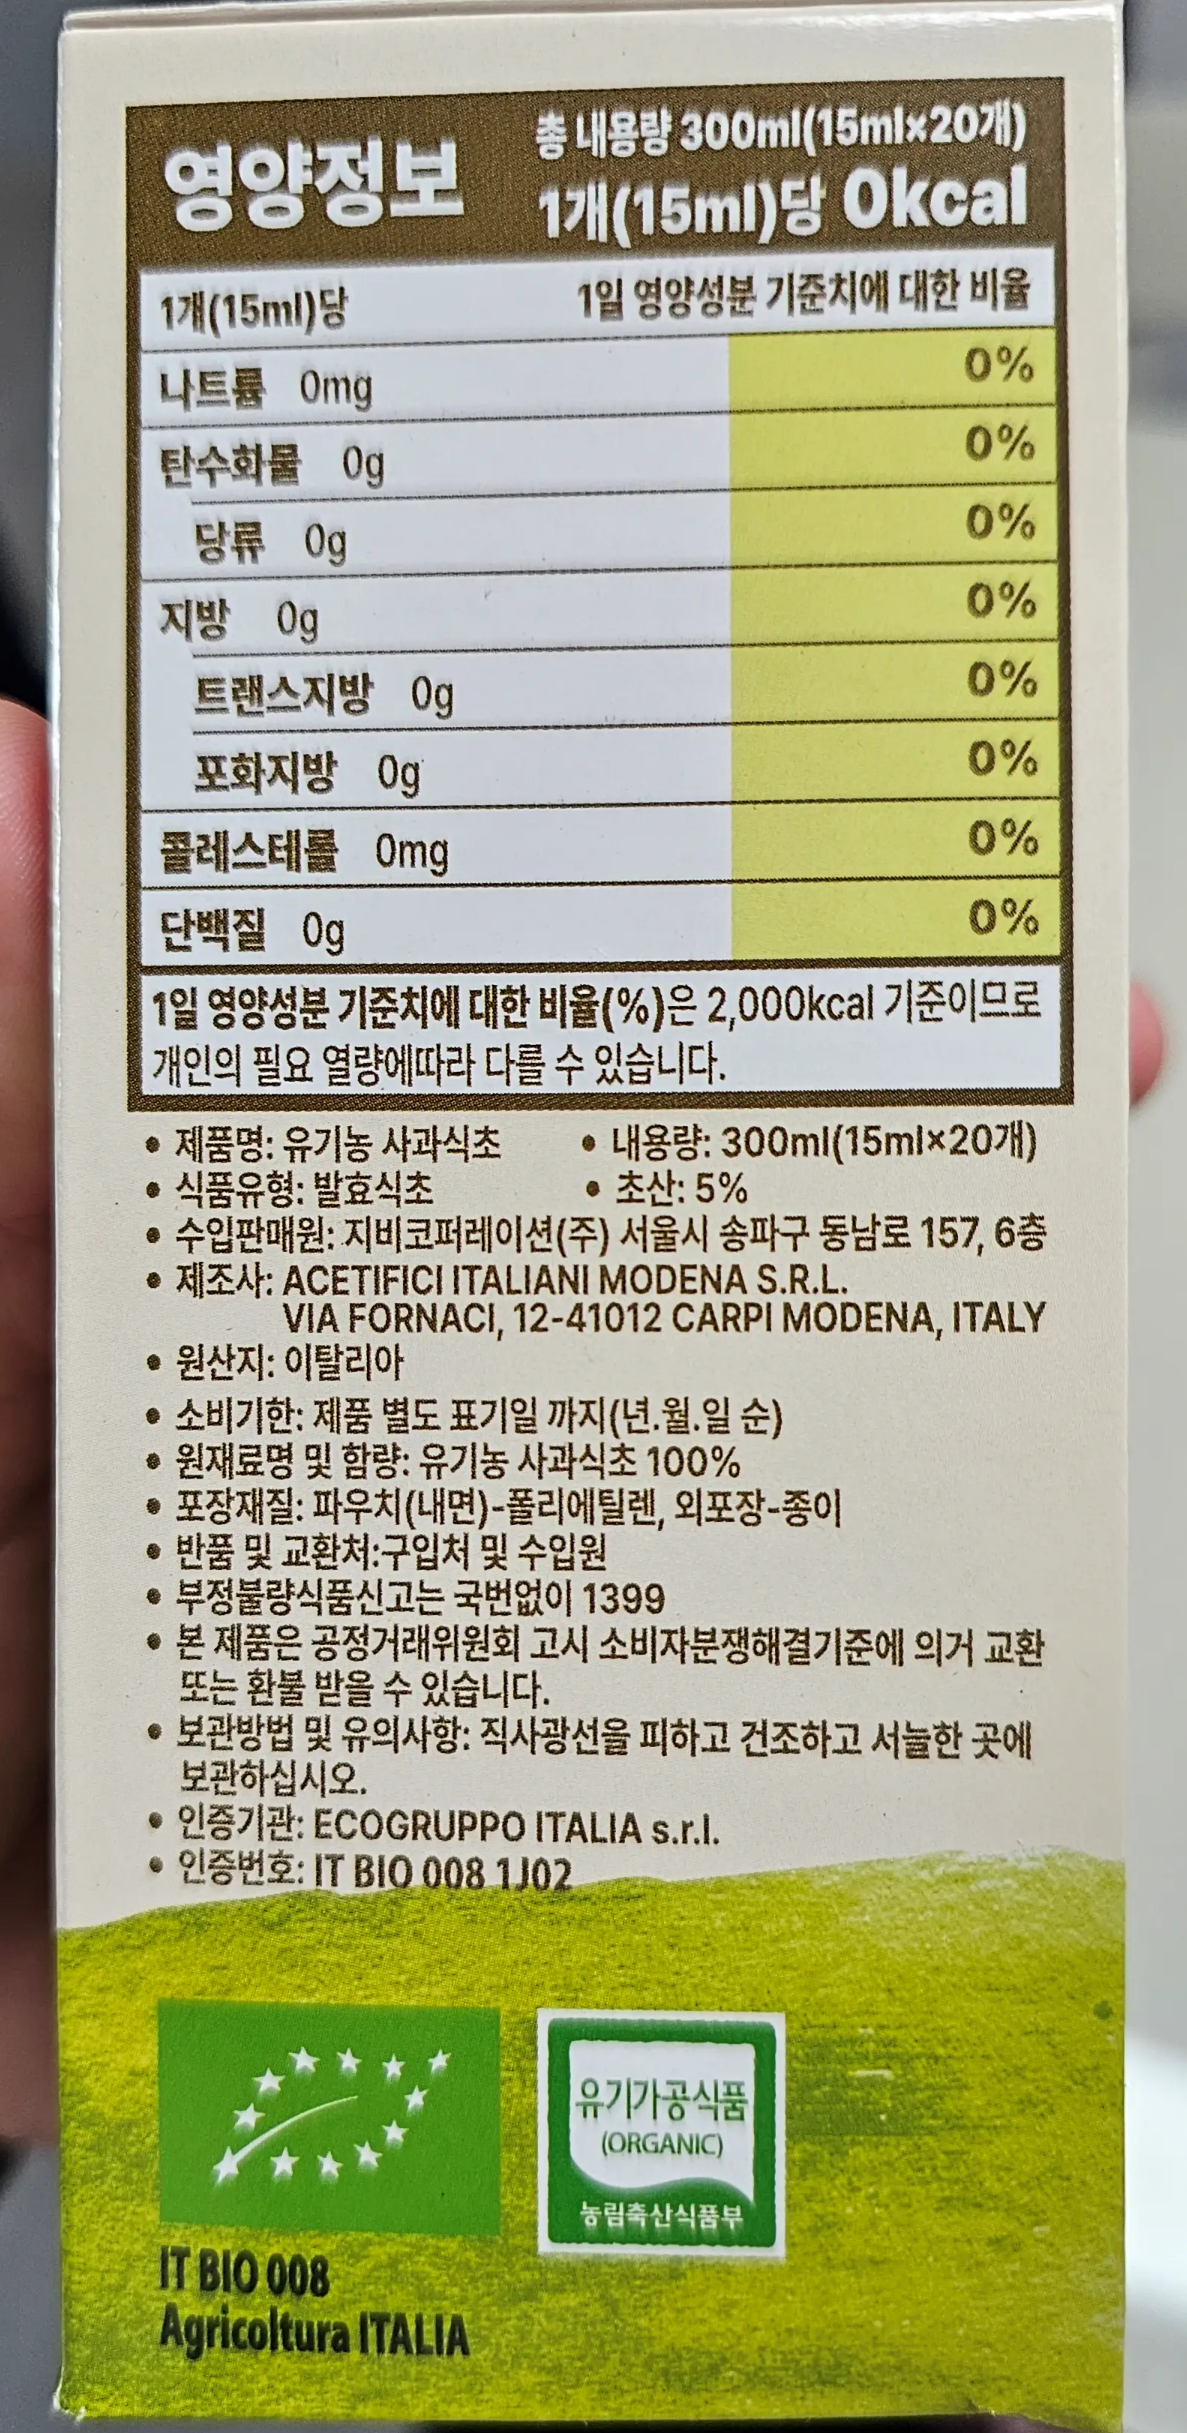 영양정보
총 내용량 300ml(15ml×20개)
1개(15ml)당 0kcal
1개(15ml)당 1일 영양성분 기준치에 대한 비율
나트륨 0mg 0%
탄수화물 0g 0%
당류 0g 0%
지방 0g 0%
트랜스지방 0g 0%
포화지방 0g 0%
콜레스테롤 0mg 0%
단백질 0g 0%
1일 영양성분 기준치에 대한 비율(%)은 2,000kcal 기준이므로
개인의 필요 열량에따라 다를 수 있습니다.
• 제품명: 유기농 사과식초 • 내용량: 300ml(15ml×20개)
• 식품유형: 발효식초 • 초산: 5%
• 수입판매원: 지비코퍼레이션(주) 서울시 송파구 동남로 157, 6층
• 제조사: ACETIFICI ITALIANI MODENA S.R.L.
VIA FORNACI, 12-41012 CARPI MODENA, ITALY
• 원산지: 이탈리아
• 소비기한: 제품 별도 표기일 까지(년.월.일 순)
• 원재료명 및 함량: 유기농 사과식초 100%
• 포장재질: 파우치(내면)-폴리에틸렌, 외포장-종이
• 반품 및 교환처:구입처 및 수입원
• 부정불량식품신고는 국번없이 1399
• 본 제품은 공정거래위원회 고시 소비자분쟁해결기준에 의거 교환
또는 환불 받을 수 있습니다.
• 보관방법 및 유의사항: 직사광선을 피하고 건조하고 서늘한 곳에
보관하십시오.
• 인증기관: ECOGRUPPO ITALIA s.r.l.
• 인증번호: IT BIO 008 1J02
유기가공식품
(ORGANIC)
농림축산식품부
IT BIO 008
Agricoltura ITALIA